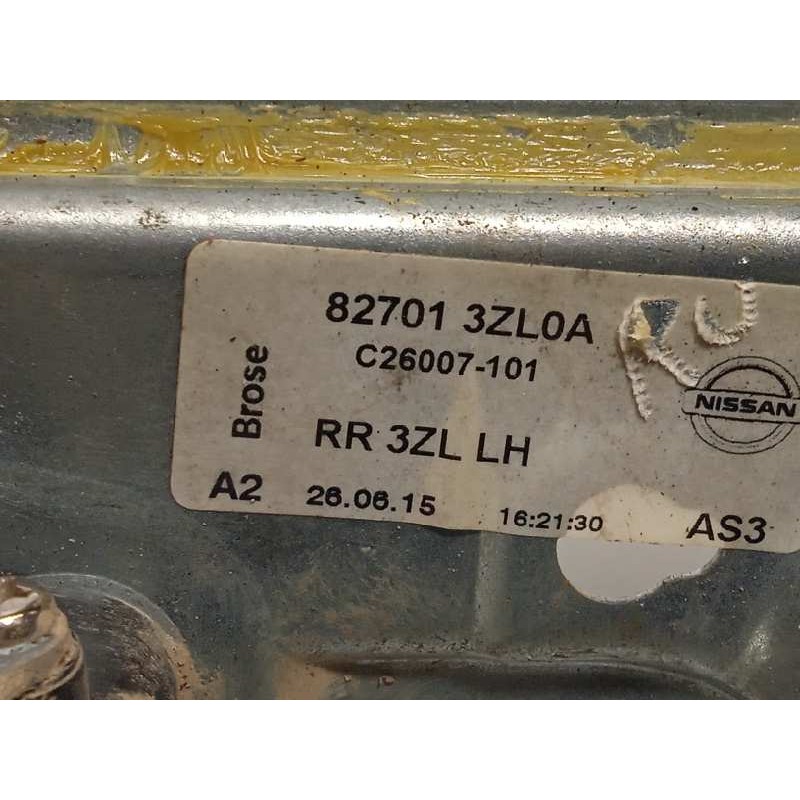 82701 3ZL0A
C26007-101
Brose
RR 3ZL LH
NISSAN
A2 26.06.15 16:21:30 AS3